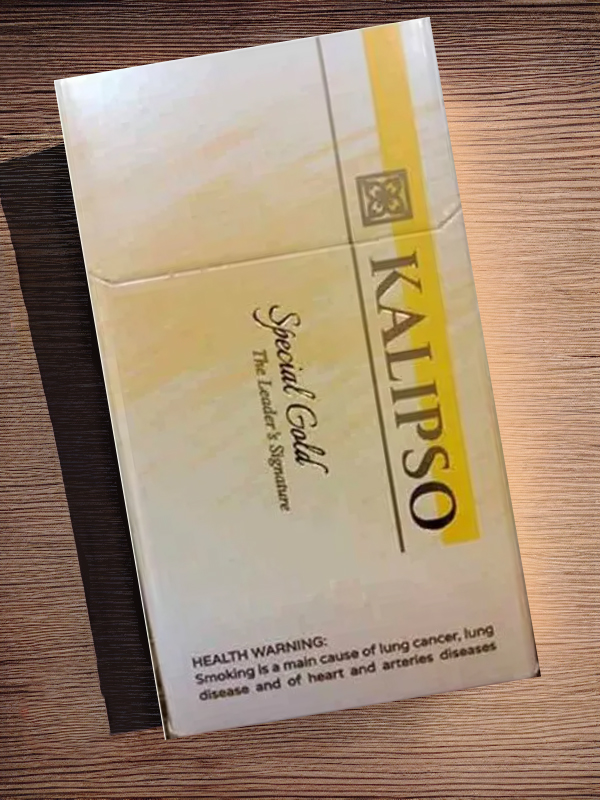 KALIPSO
Special Gold
The Leader's Signature
HEALTH WARNING:
Smoking is a main cause of lung cancer, lung
disease and of heart and arteries diseases